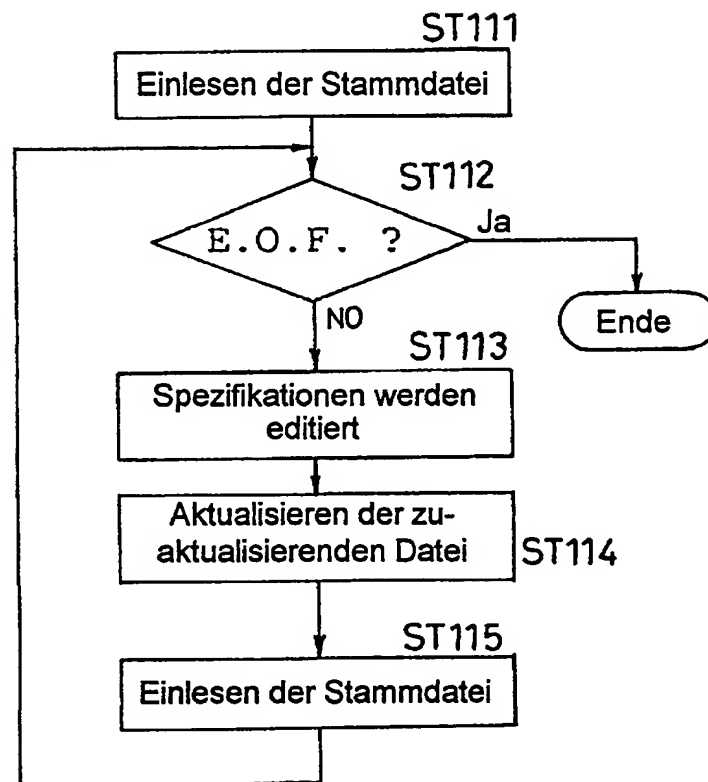 ST111
Einlesen der Stammdatei
ST112
E.O.F. ?
Ja
Ende
NO
ST113
Spezifikationen werden
editiert
Aktualisieren der zu-
aktualisierenden Datei
ST114
ST115
Einlesen der Stammdatei